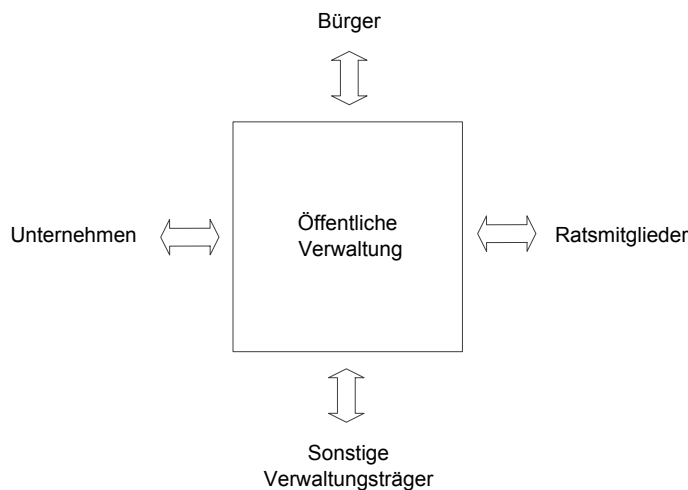 Bürger
Öffentliche
Verwaltung
Unternehmen
Ratsmitglieder
Sonstige
Verwaltungsträger